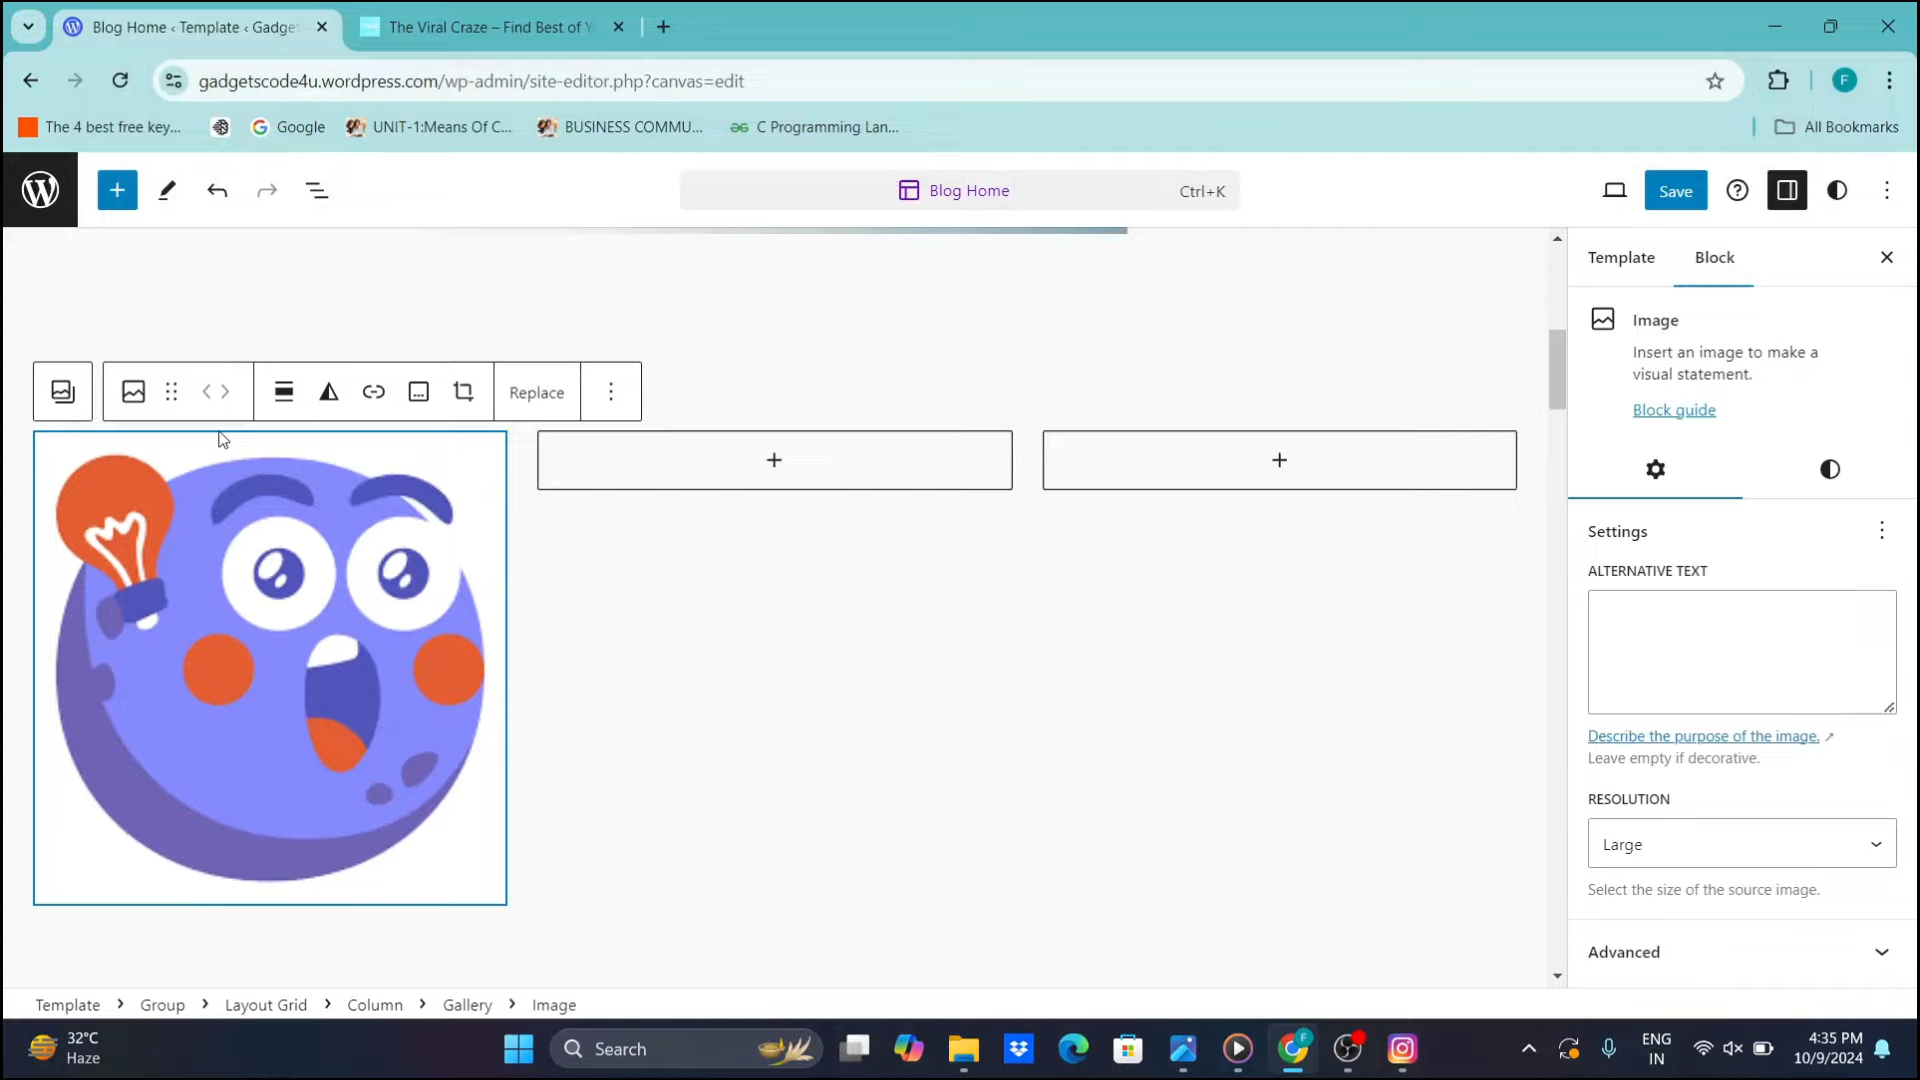 Blog Home ‹ Template ‹ Gadge
The Viral Craze – Find Best of Y
gadgetscode4u.wordpress.com/wp-admin/site-editor.php?canvas=edit
F
The 4 best free key...
Google
UNIT-1:Means Of C...
BUSINESS COMMU...
C Programming Lan...
All Bookmarks
Blog Home
Ctrl+K
Save
Template
Block
Image
Insert an image to make a
visual statement.
Block guide
Replace
Settings
ALTERNATIVE TEXT
Describe the purpose of the image. ↗
Leave empty if decorative.
RESOLUTION
Large
Select the size of the source image.
Advanced
Template > Group > Layout Grid > Column > Gallery > Image
32°C
Haze
Search
F
ENG
IN
4:35 PM
10/9/2024